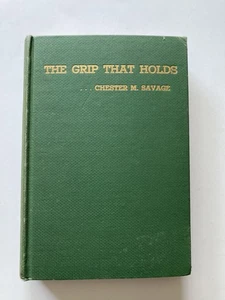 THE GRIP THAT HOLDS
...CHESTER M. SAVAGE